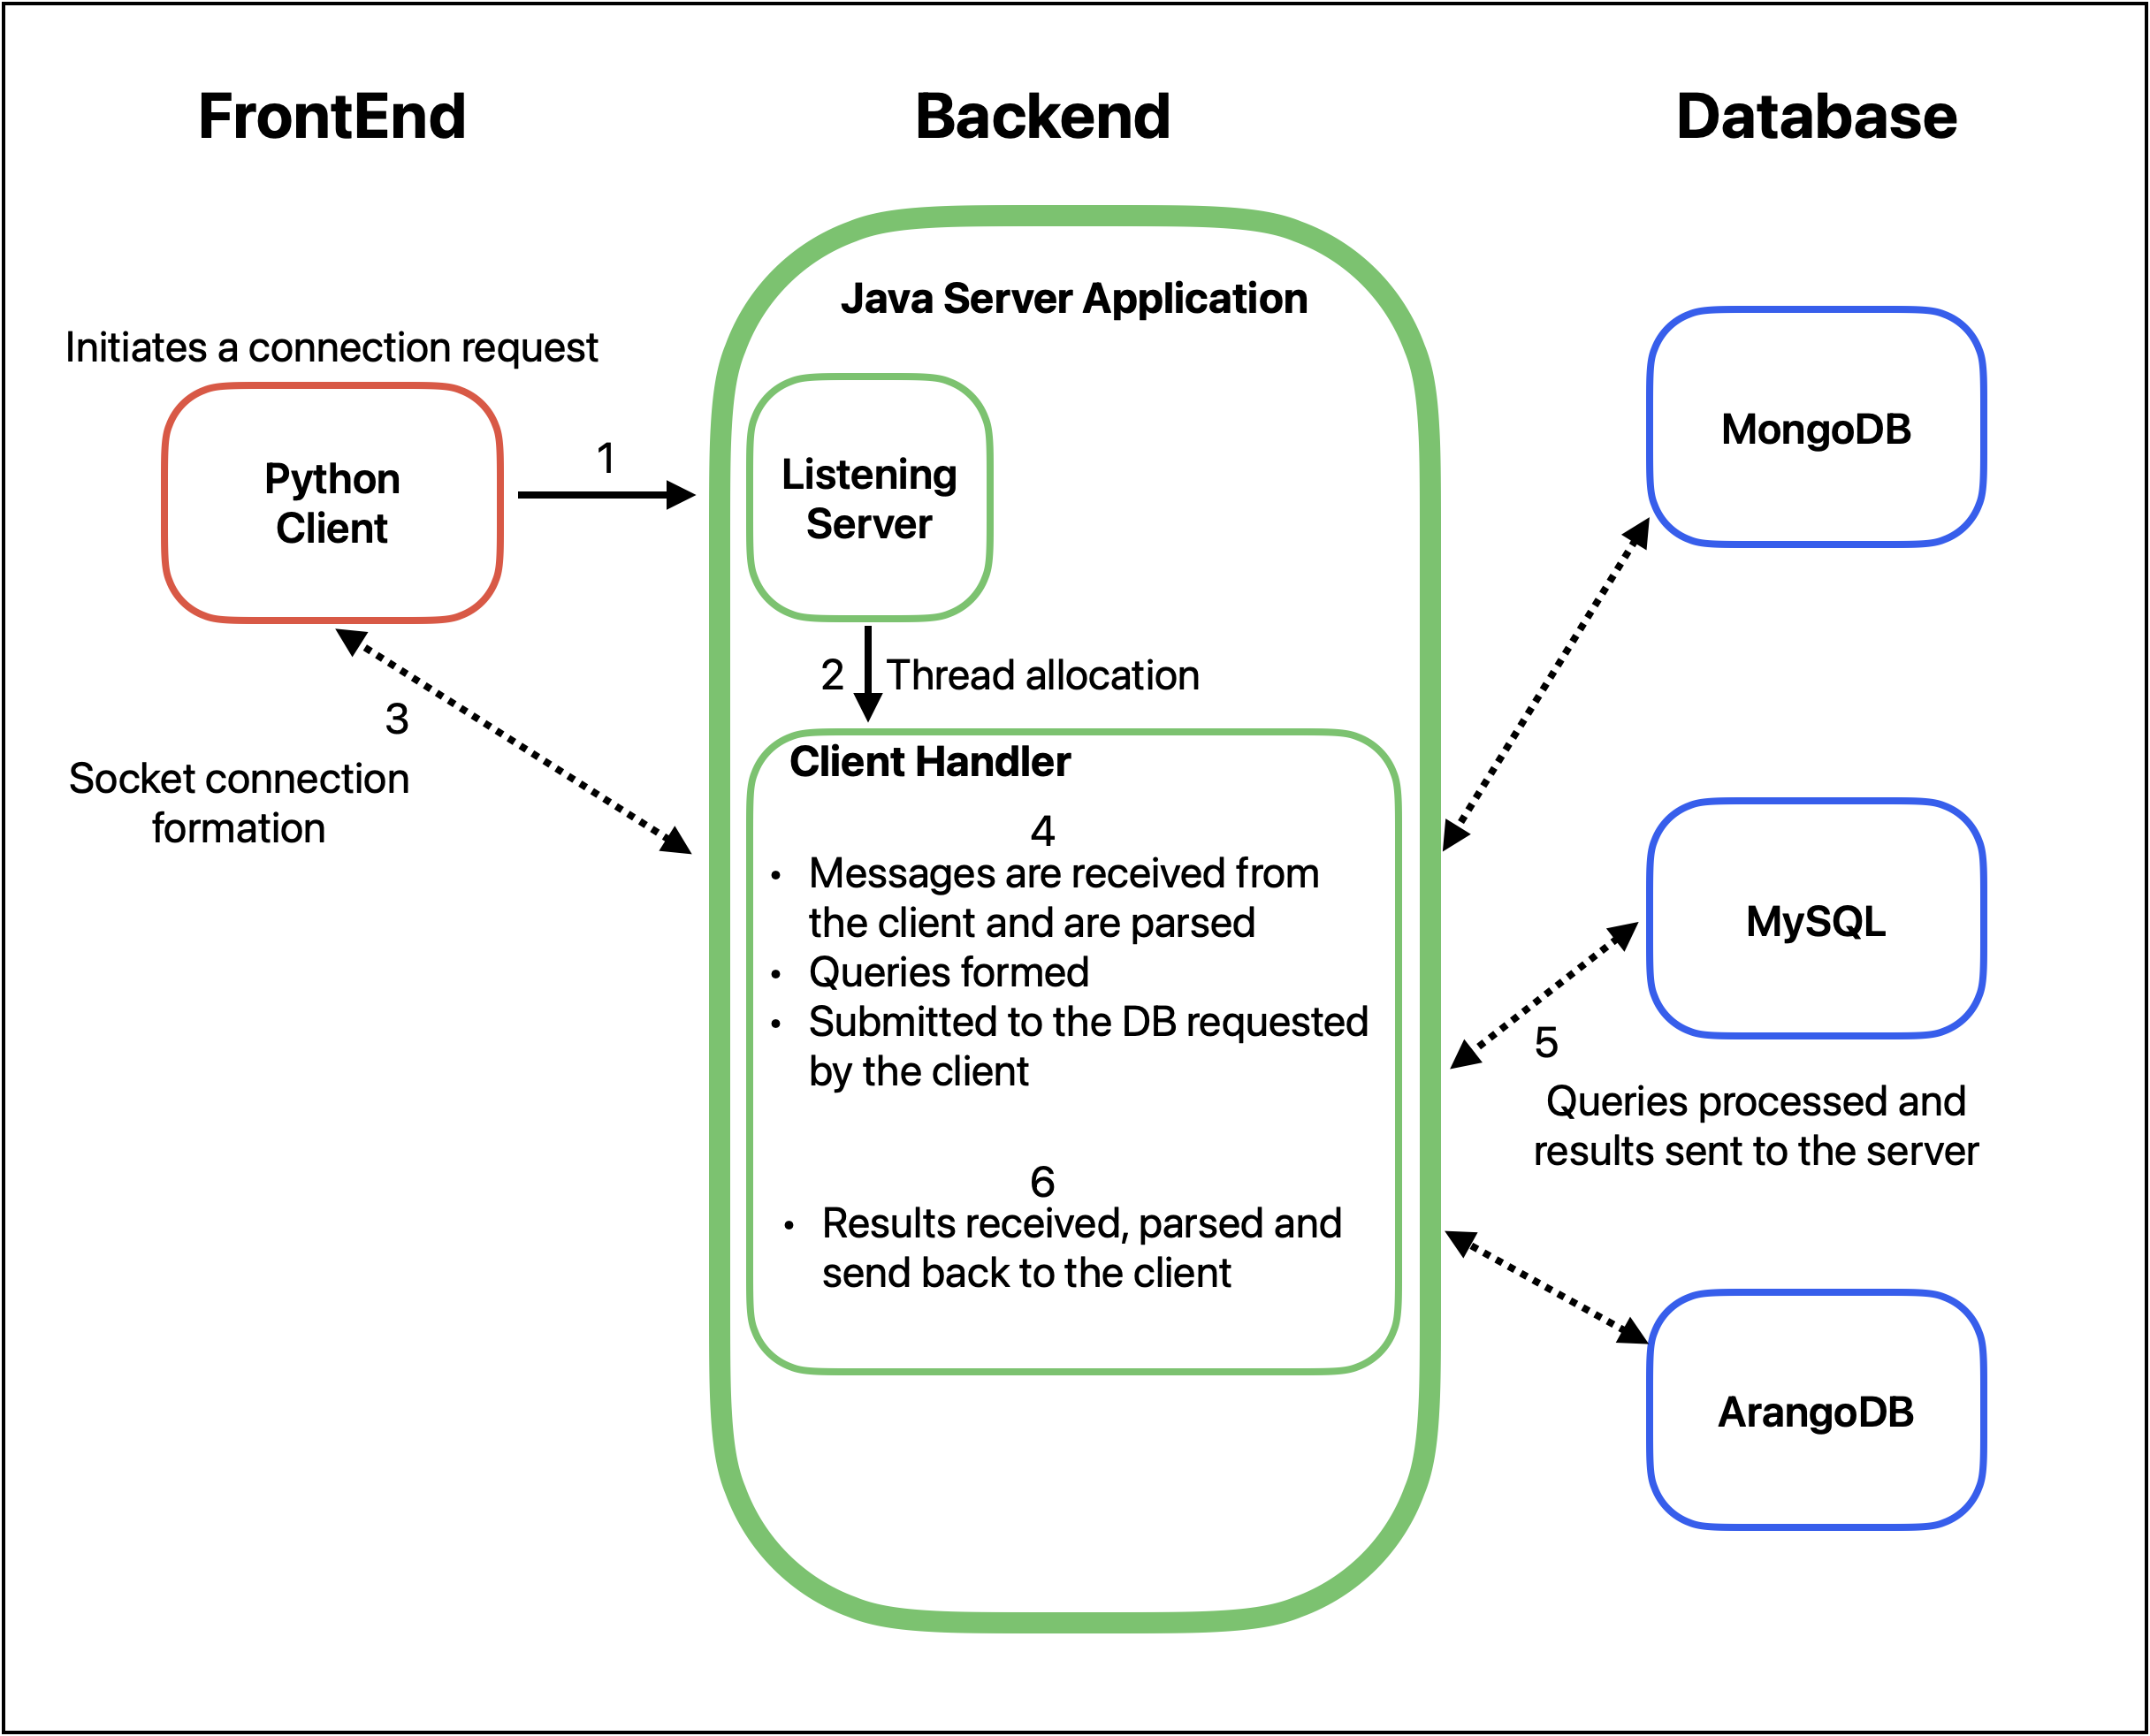 FrontEnd
Backend
Database
Java Server Application
Initiates a connection request
Python
Client
1
Listening
Server
MongoDB
2
Thread allocation
3
Socket connection
formation
Client Handler
4
• Messages are received from
the client and are parsed
• Queries formed
• Submitted to the DB requested
by the client
6
• Results received, parsed and
send back to the client
MySQL
5
Queries processed and
results sent to the server
ArangoDB